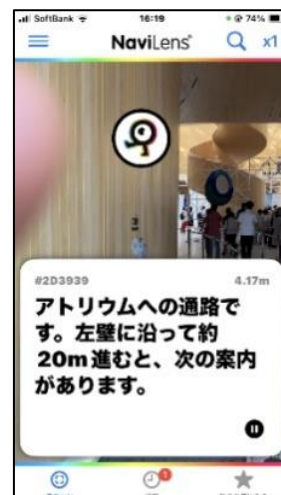 SoftBank
16:19
74%
NaviLens
x1
#2D3939
4.17m
アトリウムへの通路で
す。左壁に沿って約
20m進むと、次の案内
があります。
1